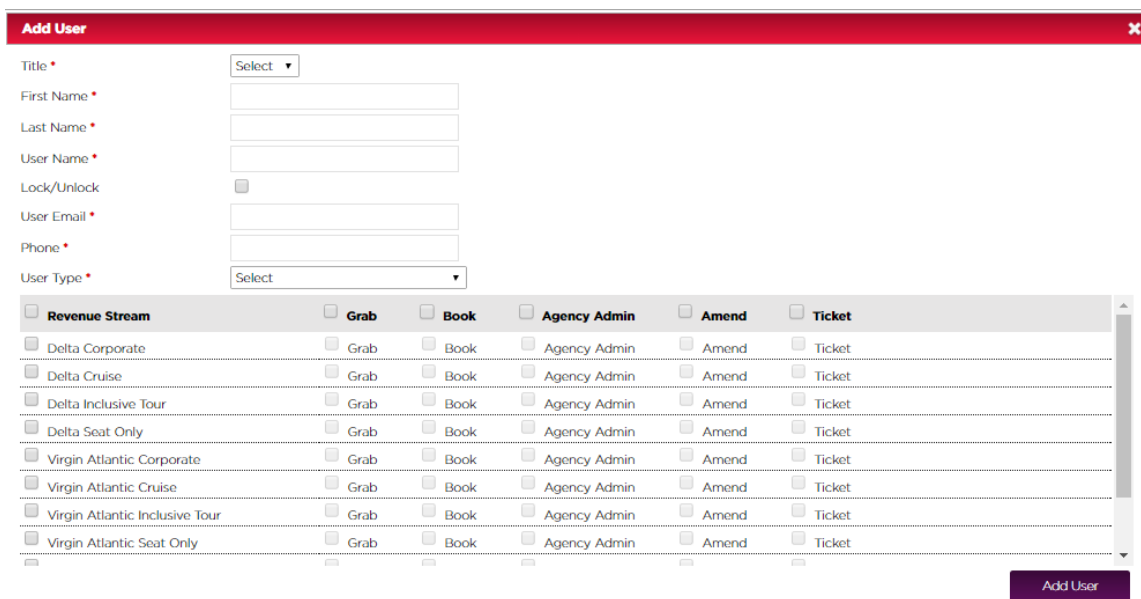 Add User
Title *
Select
First Name *
Last Name *
User Name *
Lock/Unlock
User Email *
Phone *
User Type *
Select
Revenue Stream Grab Book Agency Admin Amend Ticket
Delta Corporate Grab Book Agency Admin Amend Ticket
Delta Cruise Grab Book Agency Admin Amend Ticket
Delta Inclusive Tour Grab Book Agency Admin Amend Ticket
Delta Seat Only Grab Book Agency Admin Amend Ticket
Virgin Atlantic Corporate Grab Book Agency Admin Amend Ticket
Virgin Atlantic Cruise Grab Book Agency Admin Amend Ticket
Virgin Atlantic Inclusive Tour Grab Book Agency Admin Amend Ticket
Virgin Atlantic Seat Only Grab Book Agency Admin Amend Ticket
Add User